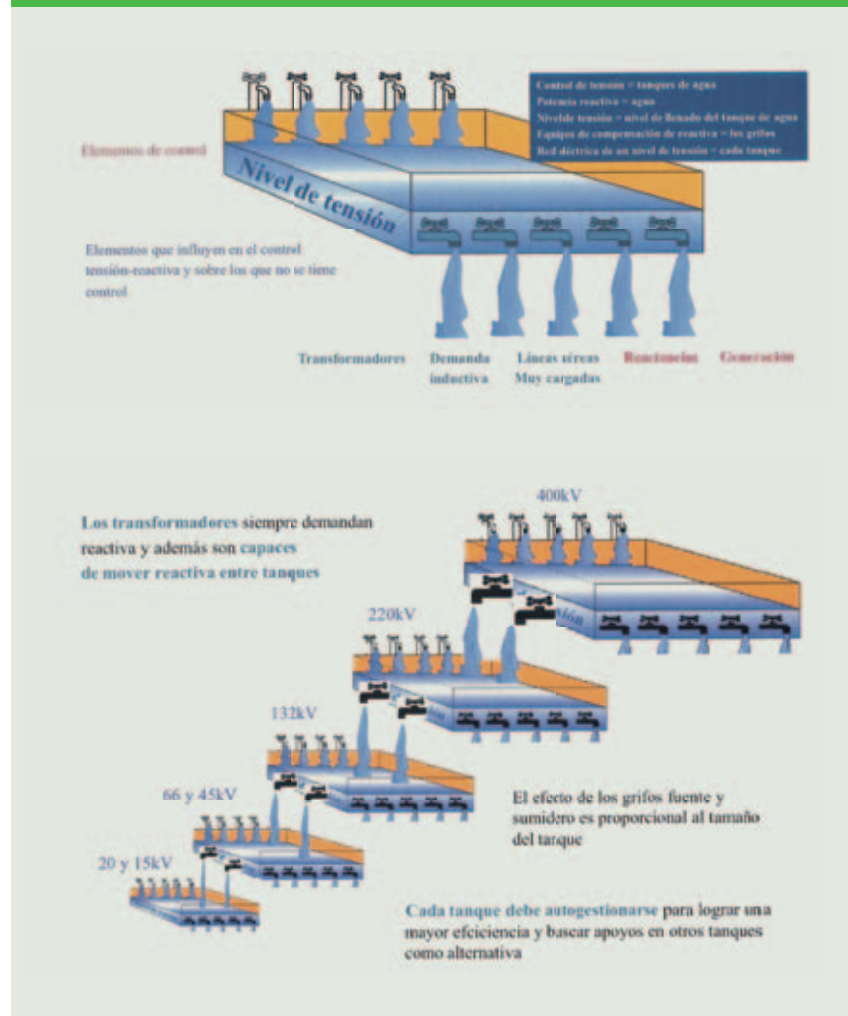 Control de tensión = tanques de agua
Potencia reactiva = agua
Nivel de tensión = nivel de llenado del tanque de agua
Equipos de compensación de reactiva = los grifos
Red eléctrica de un nivel de tensión = cada tanque
Elementos de control
Nivel de tensión
Elementos que influyen en el control
tensión-reactiva y sobre los que no se tiene
control
Transformadores
Demanda
inductiva
Líneas aéreas
Muy cargadas
Reactancias
Generación
400kV
Los transformadores siempre demandan
reactiva y además son capaces
de mover reactiva entre tanques
220kV
132kV
66 y 45kV
El efecto de los grifos fuente y
sumidero es proporcional al tamaño
del tanque
20 y 15kV
Cada tanque debe autogestionarse para lograr una
mayor efciciencia y buscar apoyos en otros tanques
como alternativa